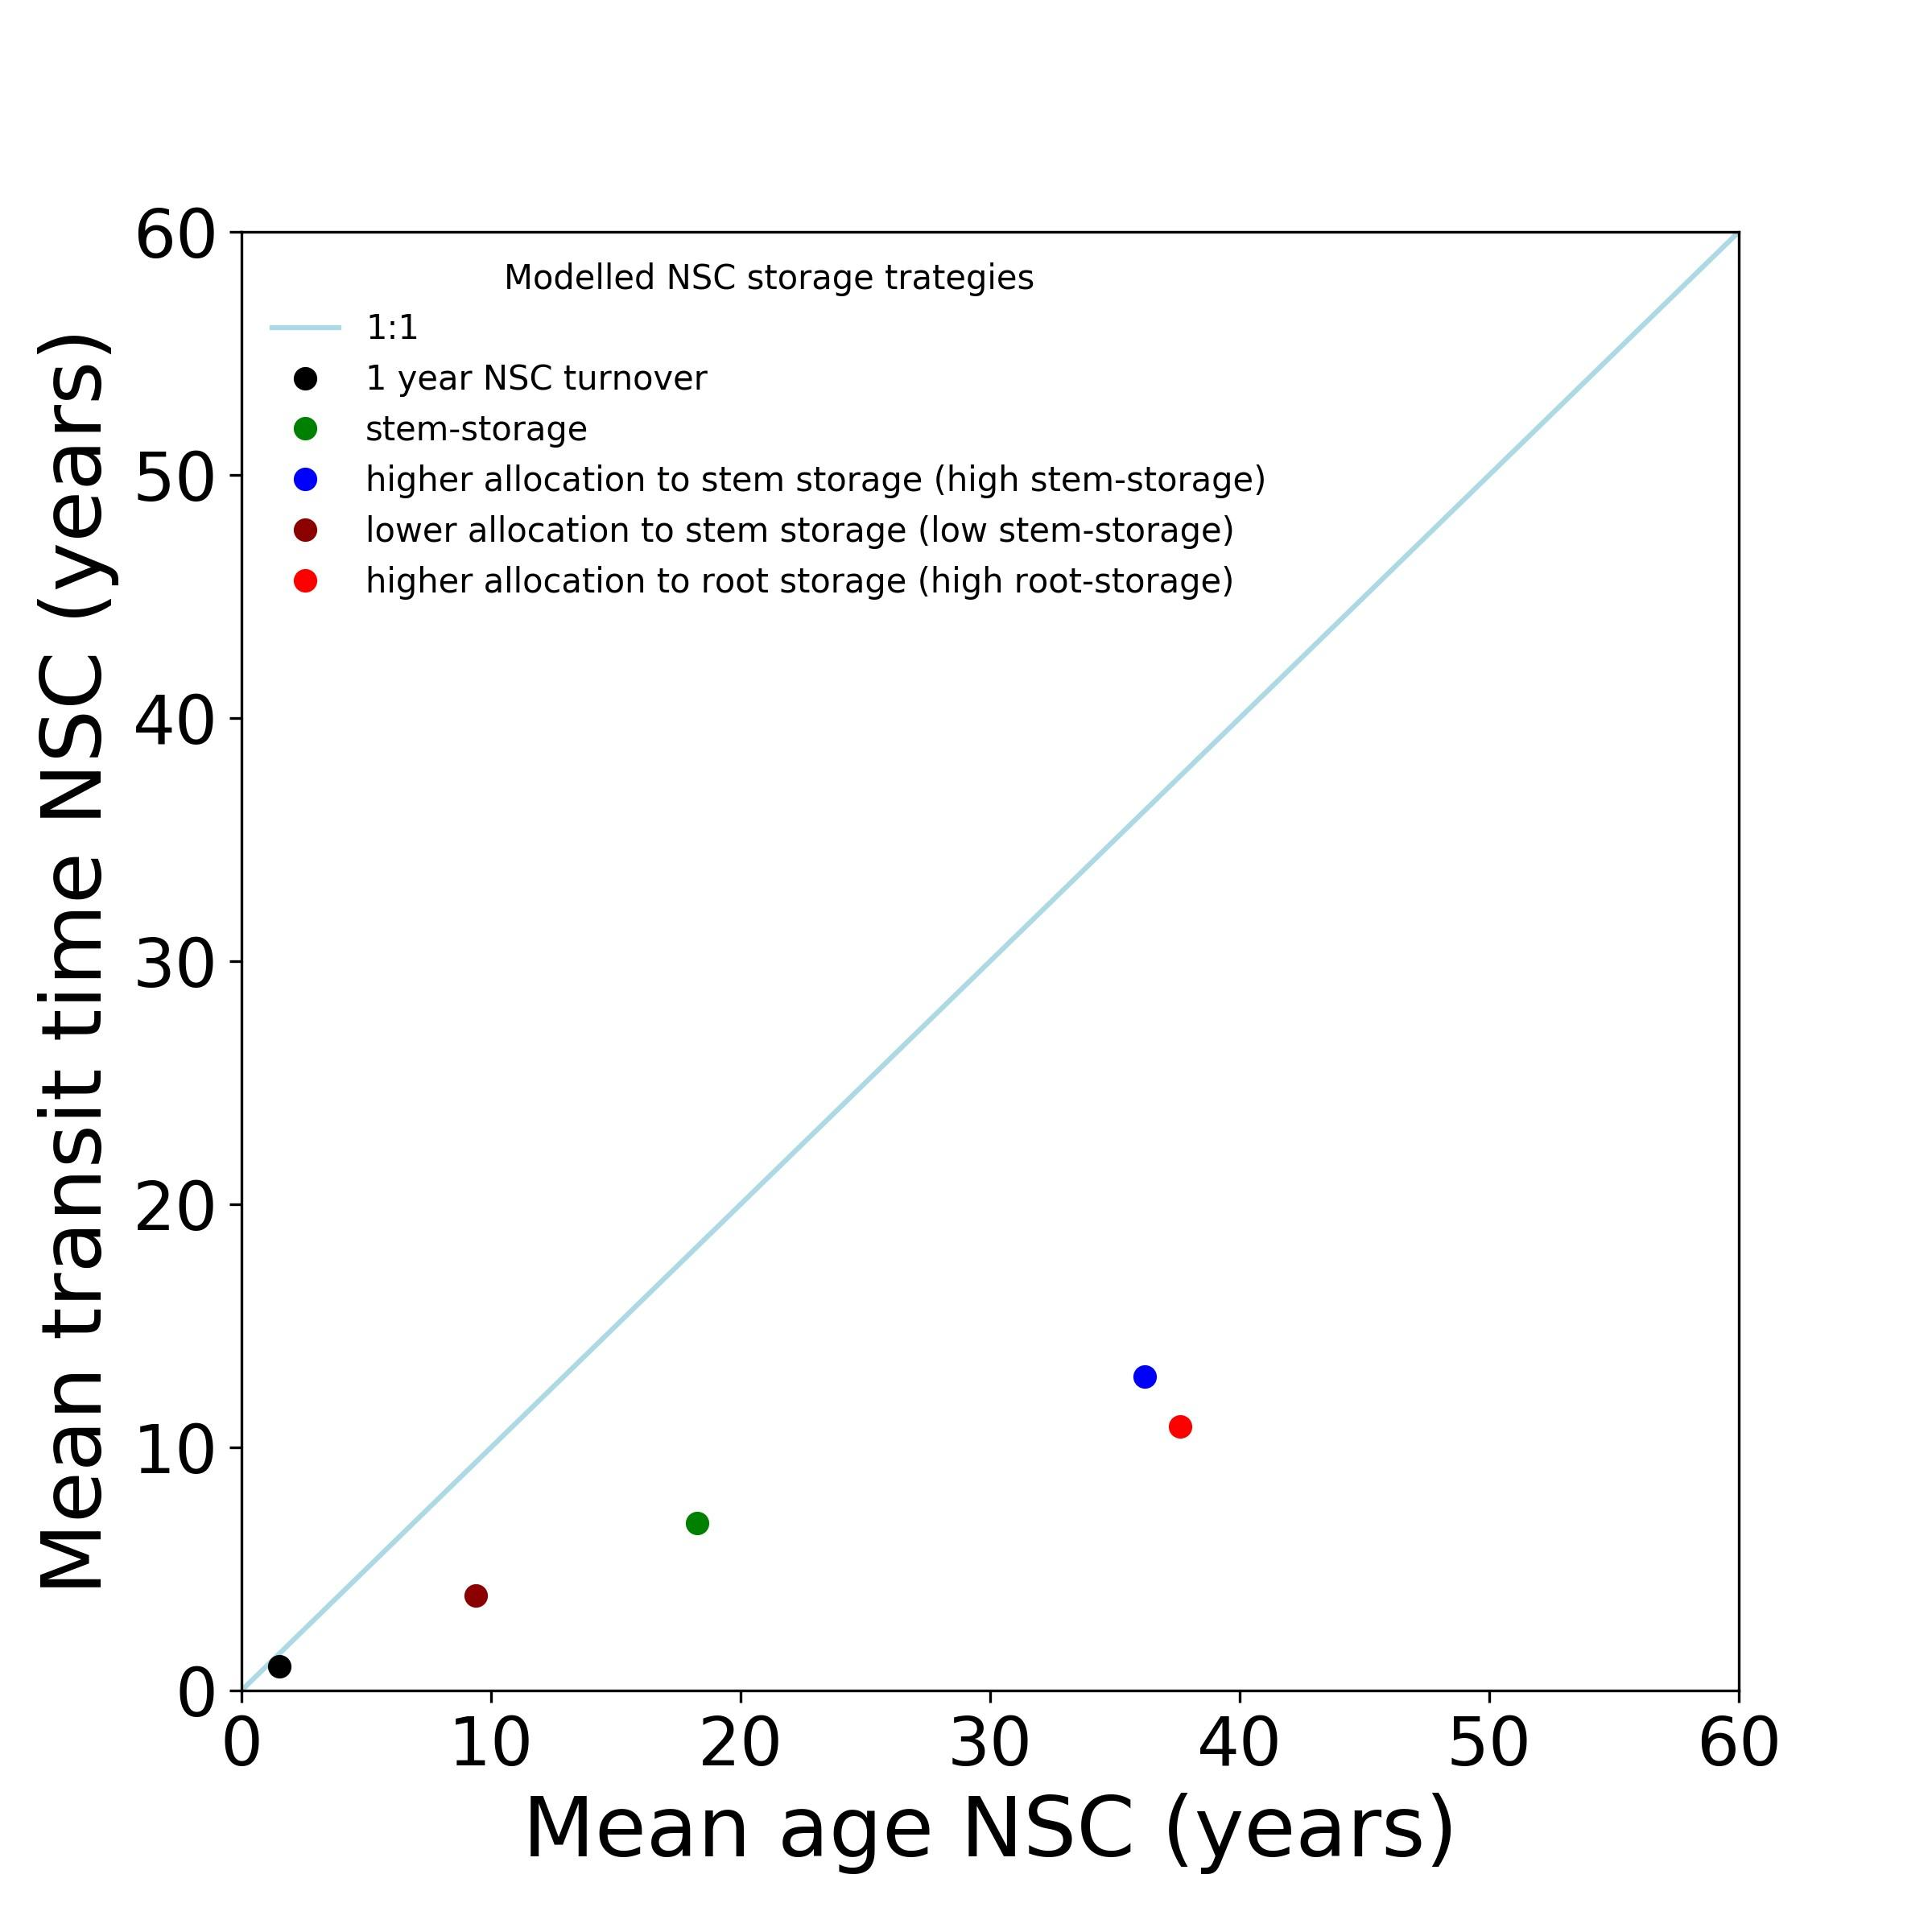 Modelled NSC storage trategies
1:1
1 year NSC turnover
stem-storage
higher allocation to stem storage (high stem-storage)
lower allocation to stem storage (low stem-storage)
higher allocation to root storage (high root-storage)
Mean transit time NSC (years)
60
50
40
30
20
10
0
0 10 20 30 40 50 60
Mean age NSC (years)